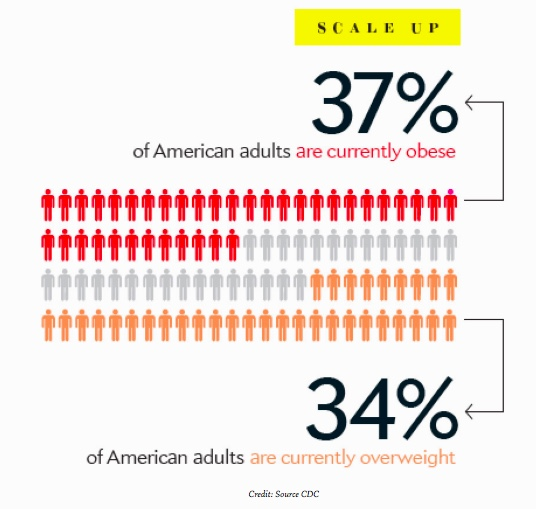 SCALE UP
37%
of American adults are currently obese
34%
of American adults are currently overweight
Credit: Source CDC